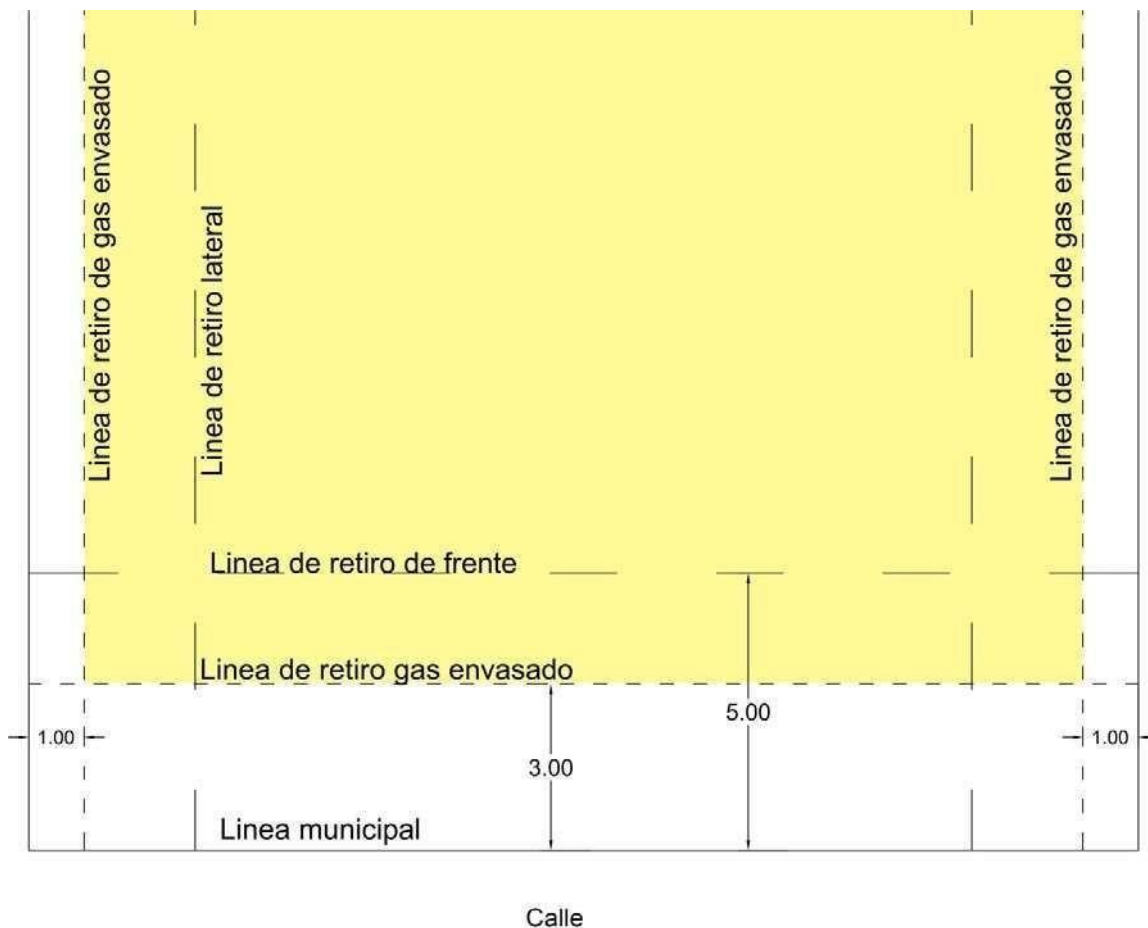 Linea de retiro de gas envasado
Linea de retiro lateral
Linea de retiro de gas envasado
Linea de retiro de frente
Linea de retiro gas envasado
5.00
1.00
1.00
3.00
Linea municipal
Calle